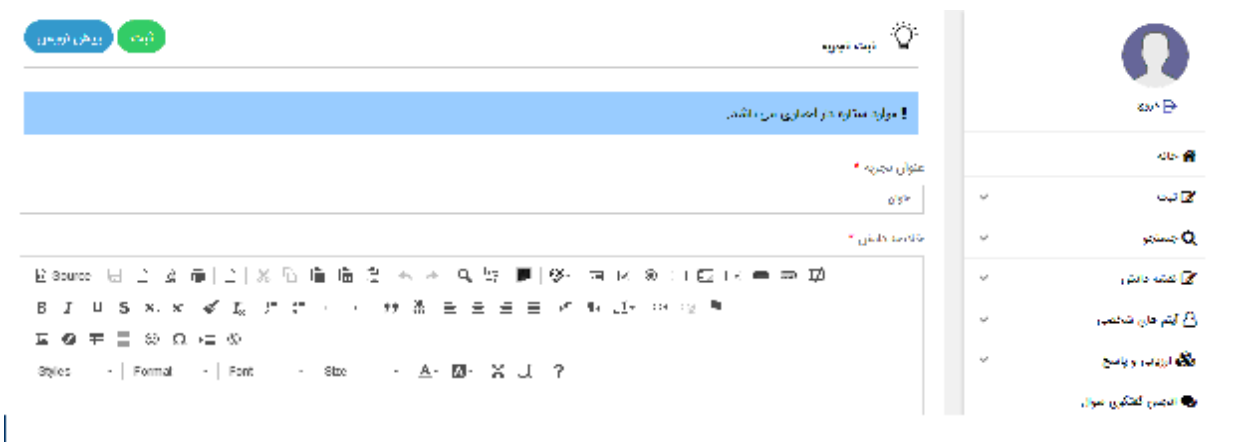 ثبت تجربه
ثبت
پیش نویس
! موارد ستاره دار اجباری می باشد.
عنوان تجربه *
عنوان
خلاصه دانش *
Source
B I U S
Styles Format Font Size
?
خروج
خانه
ثبت
جستجو
نقشه دانش
آیتم های شخصی
ارزیابی و پاسخ
انجمن گفتگوی سوال